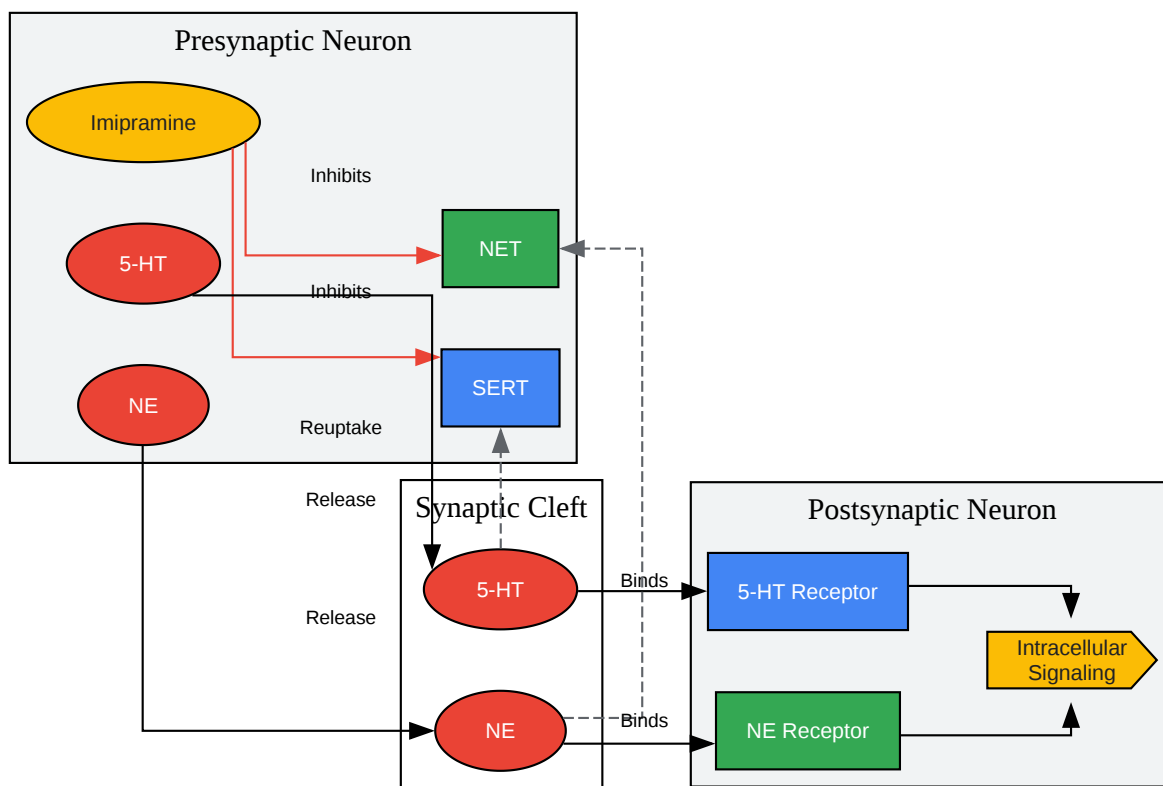 Presynaptic Neuron
Imipramine
Inhibits
NET
5-HT
Inhibits
SERT
NE
Reuptake
Release
Synaptic Cleft
Postsynaptic Neuron
5-HT
Binds
5-HT Receptor
Release
Intracellular
Signaling
NE
Binds
NE Receptor